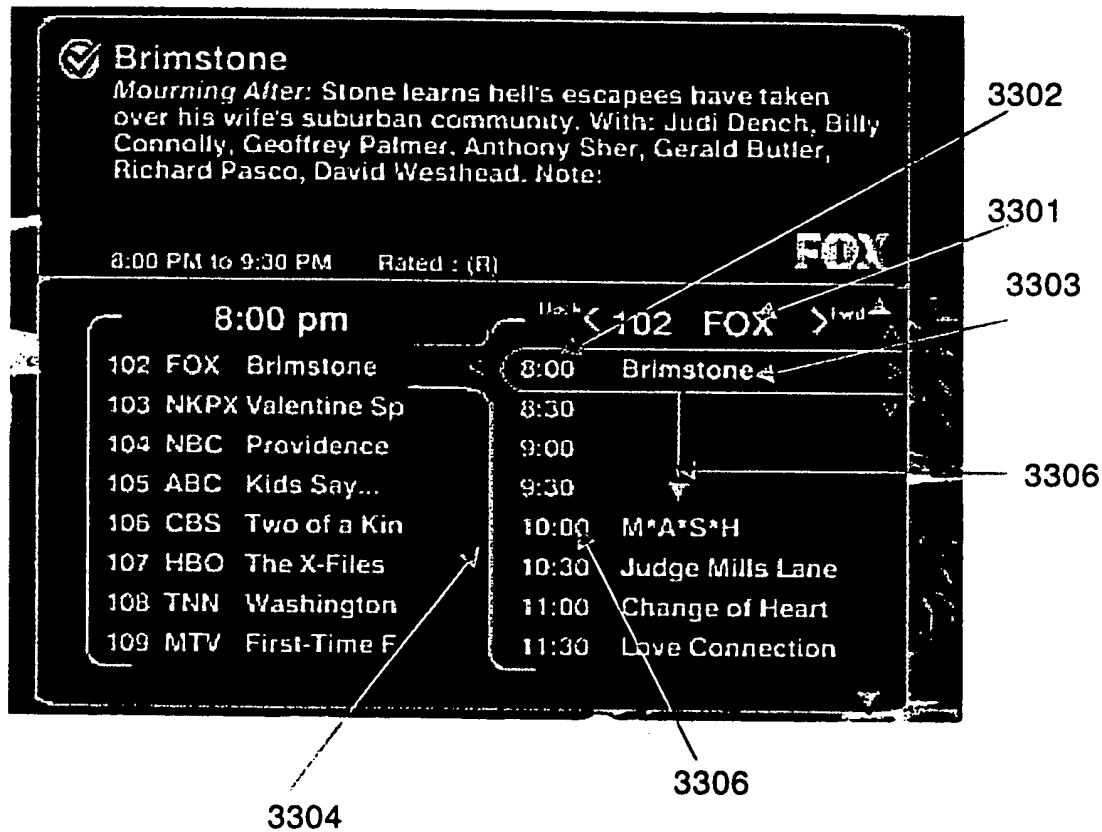 Brimstone
Mourning After: Stone learns hell's escapees have taken
over his wife's suburban community. With: Judi Dench, Billy
Connolly, Geoffrey Palmer, Anthony Sher, Gerald Butler,
Richard Pasco, David Westhead. Note:
8:00 PM to 9:30 PM Rated : (R)
FOX
8:00 pm
102 FOX Brimstone
103 NKPX Valentine Sp
104 NBC Providence
105 ABC Kids Say...
106 CBS Two of a Kin
107 HBO The X-Files
108 TNN Washington
109 MTV First-Time F
Back < 102 FOX > Fwd
8:00 Brimstone
8:30
9:00
9:30
10:00 M*A*S*H
10:30 Judge Mills Lane
11:00 Change of Heart
11:30 Love Connection
3302
3301
3303
3306
3306
3304